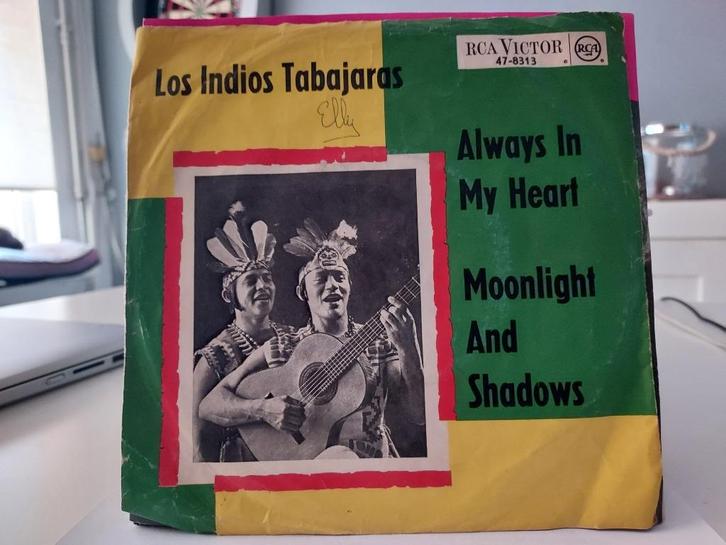 Los Indios Tabajaras
Elly
RCA VICTOR
RCA
47-8313
Always In
My Heart
Moonlight
And
Shadows